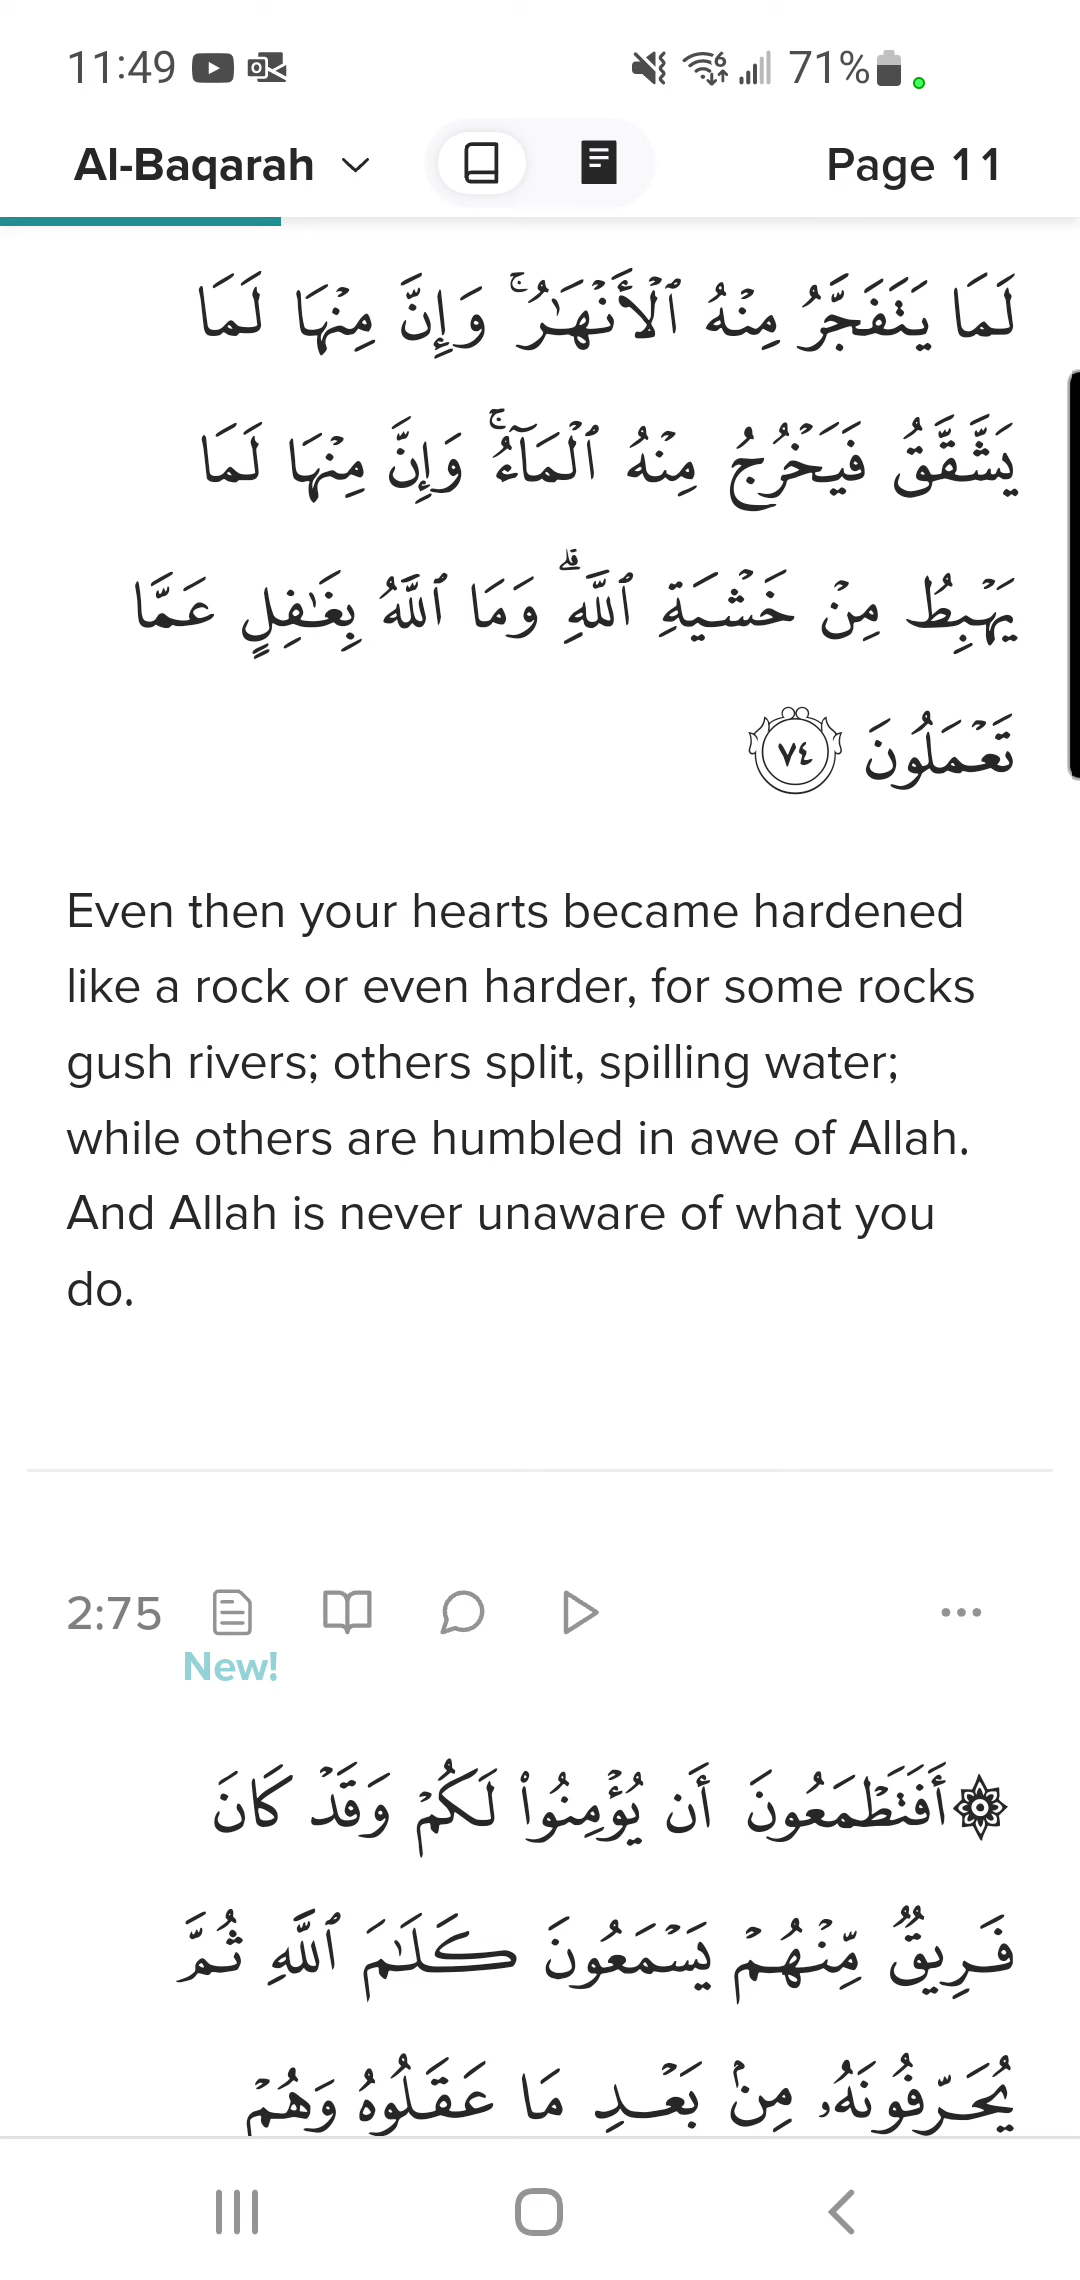 11:49 71%
Al-Baqarah Page 11
لَمَا يَتَفَجَّرُ مِنْهُ ٱلْأَنْهَـٰرُ ۚ وَإِنَّ مِنْهَا لَمَا
يَشَّقَّقُ فَيَخْرُجُ مِنْهُ ٱلْمَآءُ ۚ وَإِنَّ مِنْهَا لَمَا
يَهْبِطُ مِنْ خَشْيَةِ ٱللَّهِ ۗ وَمَا ٱللَّهُ بِغَـٰفِلٍ عَمَّا
تَعْمَلُونَ ٧٤
Even then your hearts became hardened
like a rock or even harder, for some rocks
gush rivers; others split, spilling water;
while others are humbled in awe of Allah.
And Allah is never unaware of what you
do.
2:75
New!
۞ أَفَتَطْمَعُونَ أَن يُؤْمِنُوا۟ لَكُمْ وَقَدْ كَانَ
فَرِيقٌ مِّنْهُمْ يَسْمَعُونَ كَلَـٰمَ ٱللَّهِ ثُمَّ
يُحَرِّفُونَهُۥ مِنۢ بَعْدِ مَا عَقَلُوهُ وَهُمْ